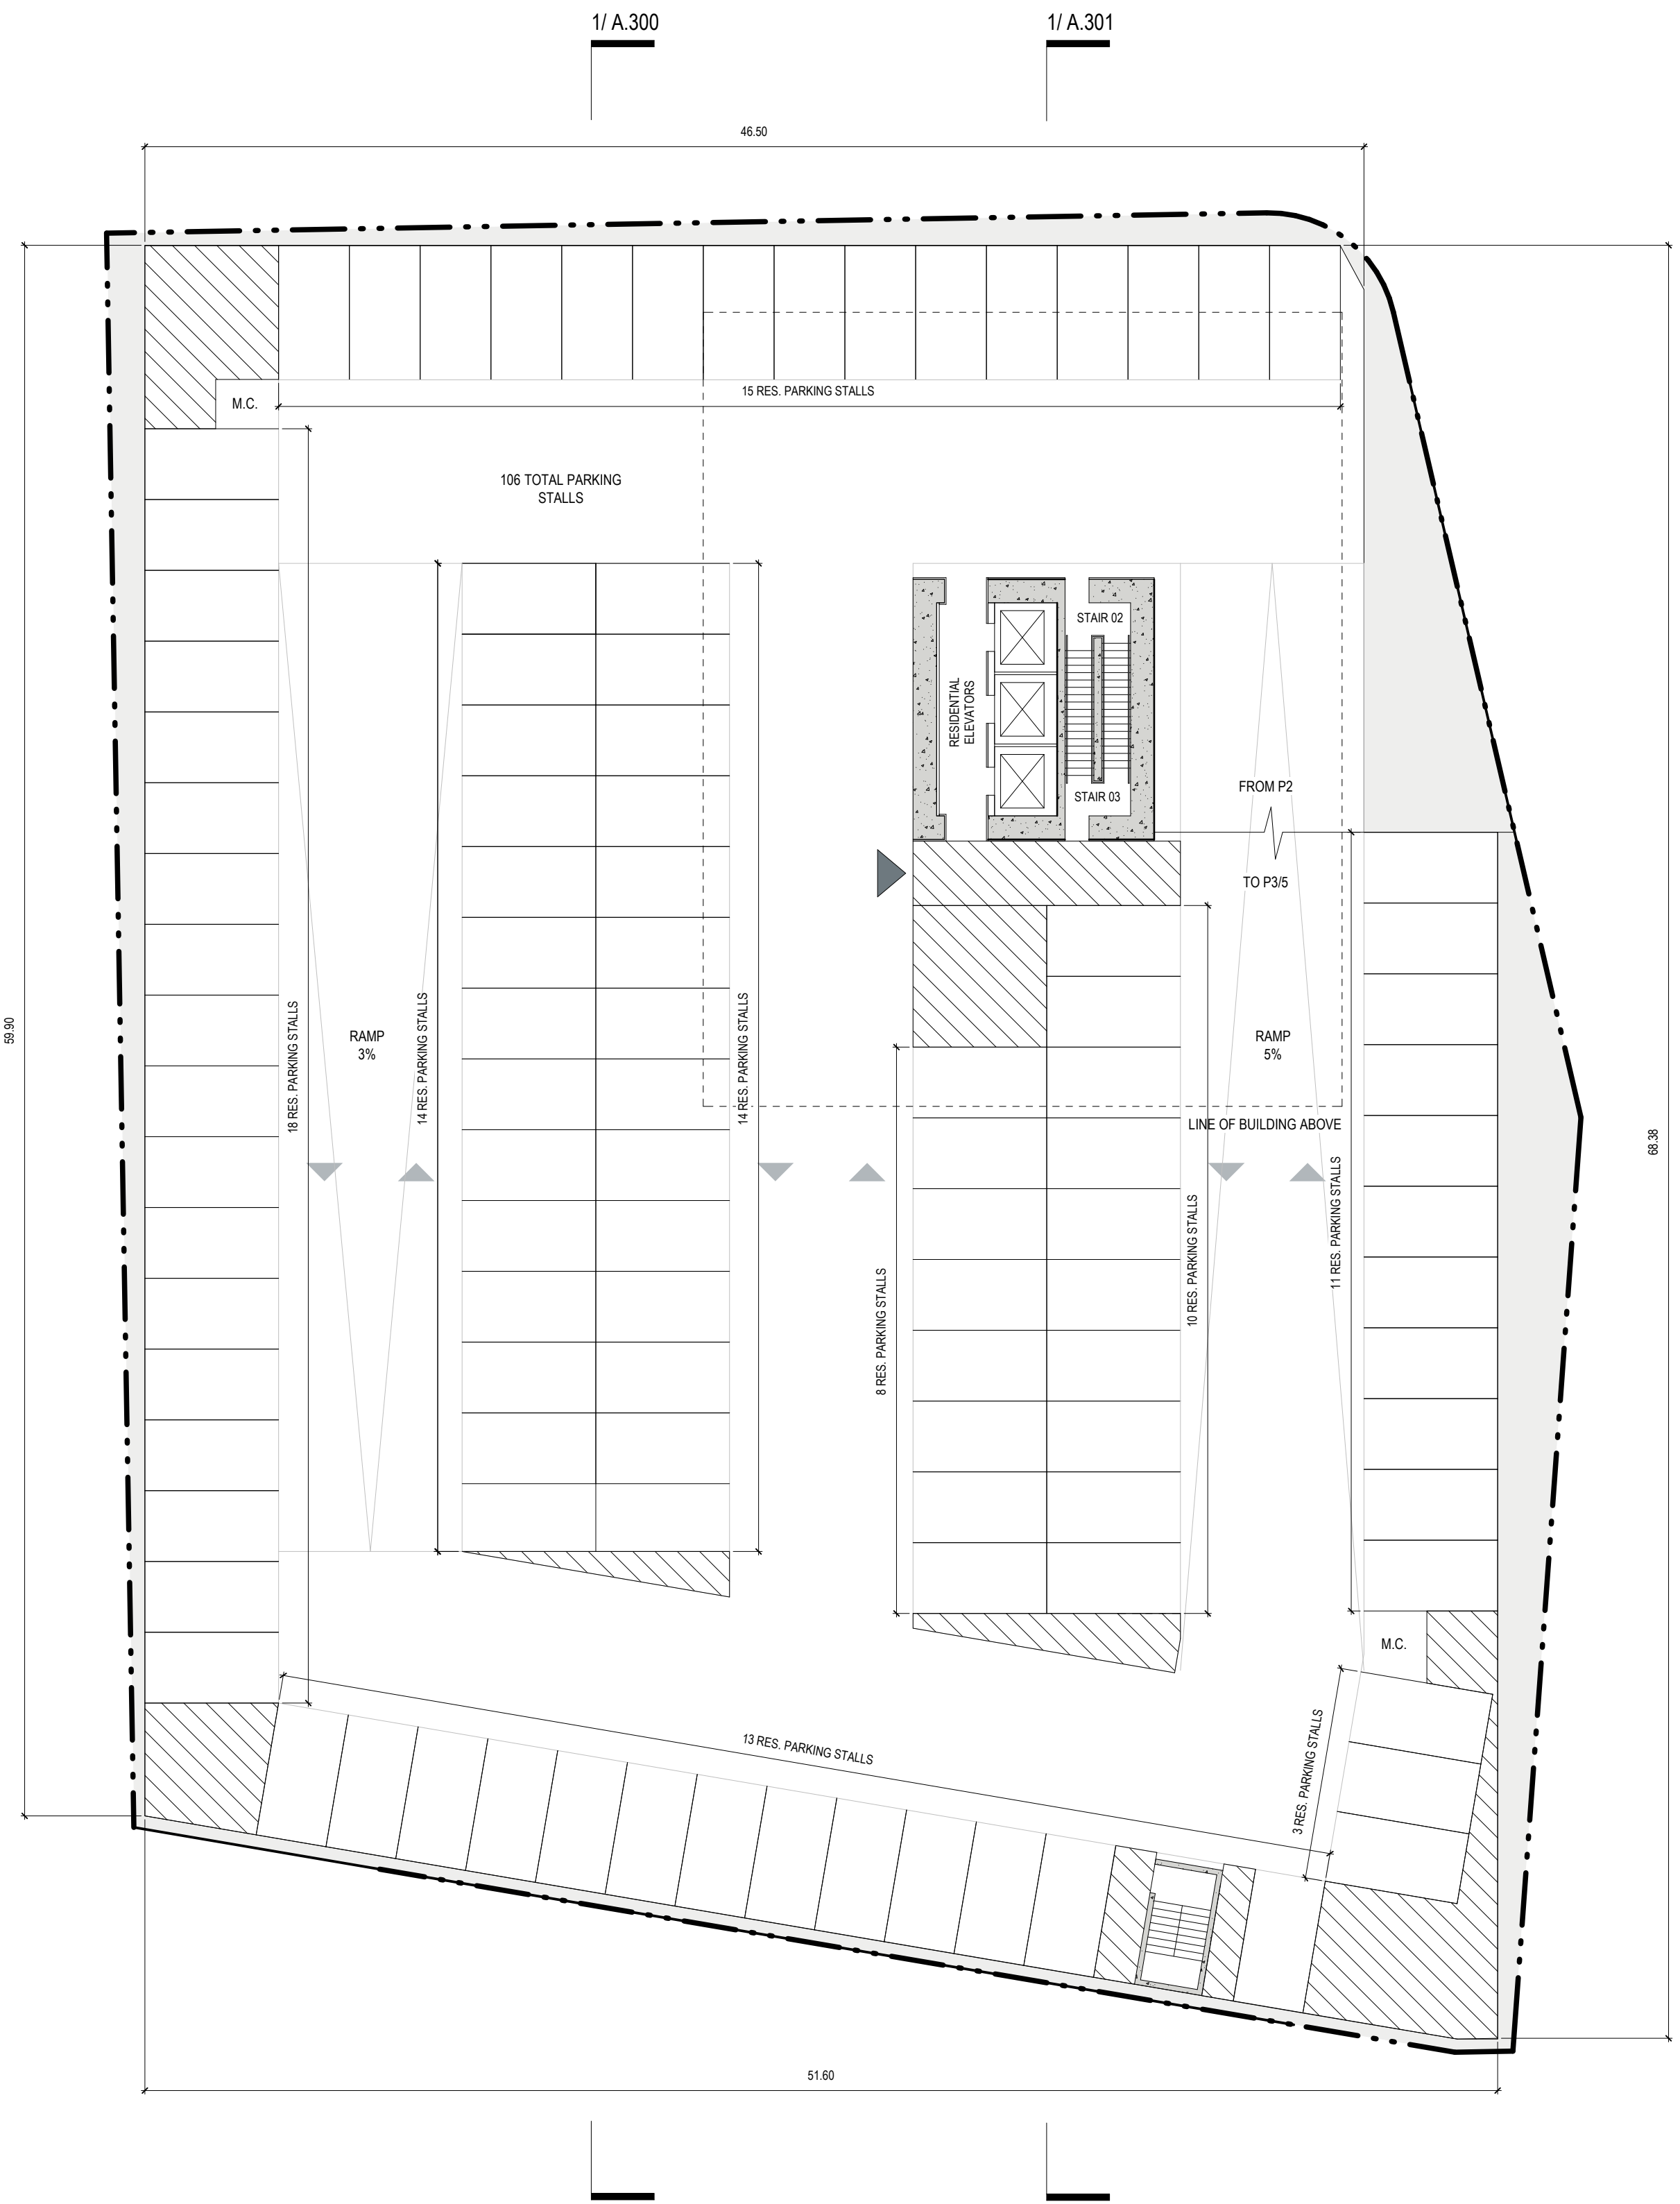 1/ A.300
1/ A.301
46.50
15 RES. PARKING STALLS
M.C.
106 TOTAL PARKING
STALLS
STAIR 02
RESIDENTIAL
ELEVATORS
STAIR 03
FROM P2
TO P3/5
59.90
18 RES. PARKING STALLS
RAMP
3%
14 RES. PARKING STALLS
14 RES. PARKING STALLS
RAMP
5%
LINE OF BUILDING ABOVE
68.38
8 RES. PARKING STALLS
10 RES. PARKING STALLS
11 RES. PARKING STALLS
M.C.
13 RES. PARKING STALLS
3 RES. PARKING STALLS
51.60